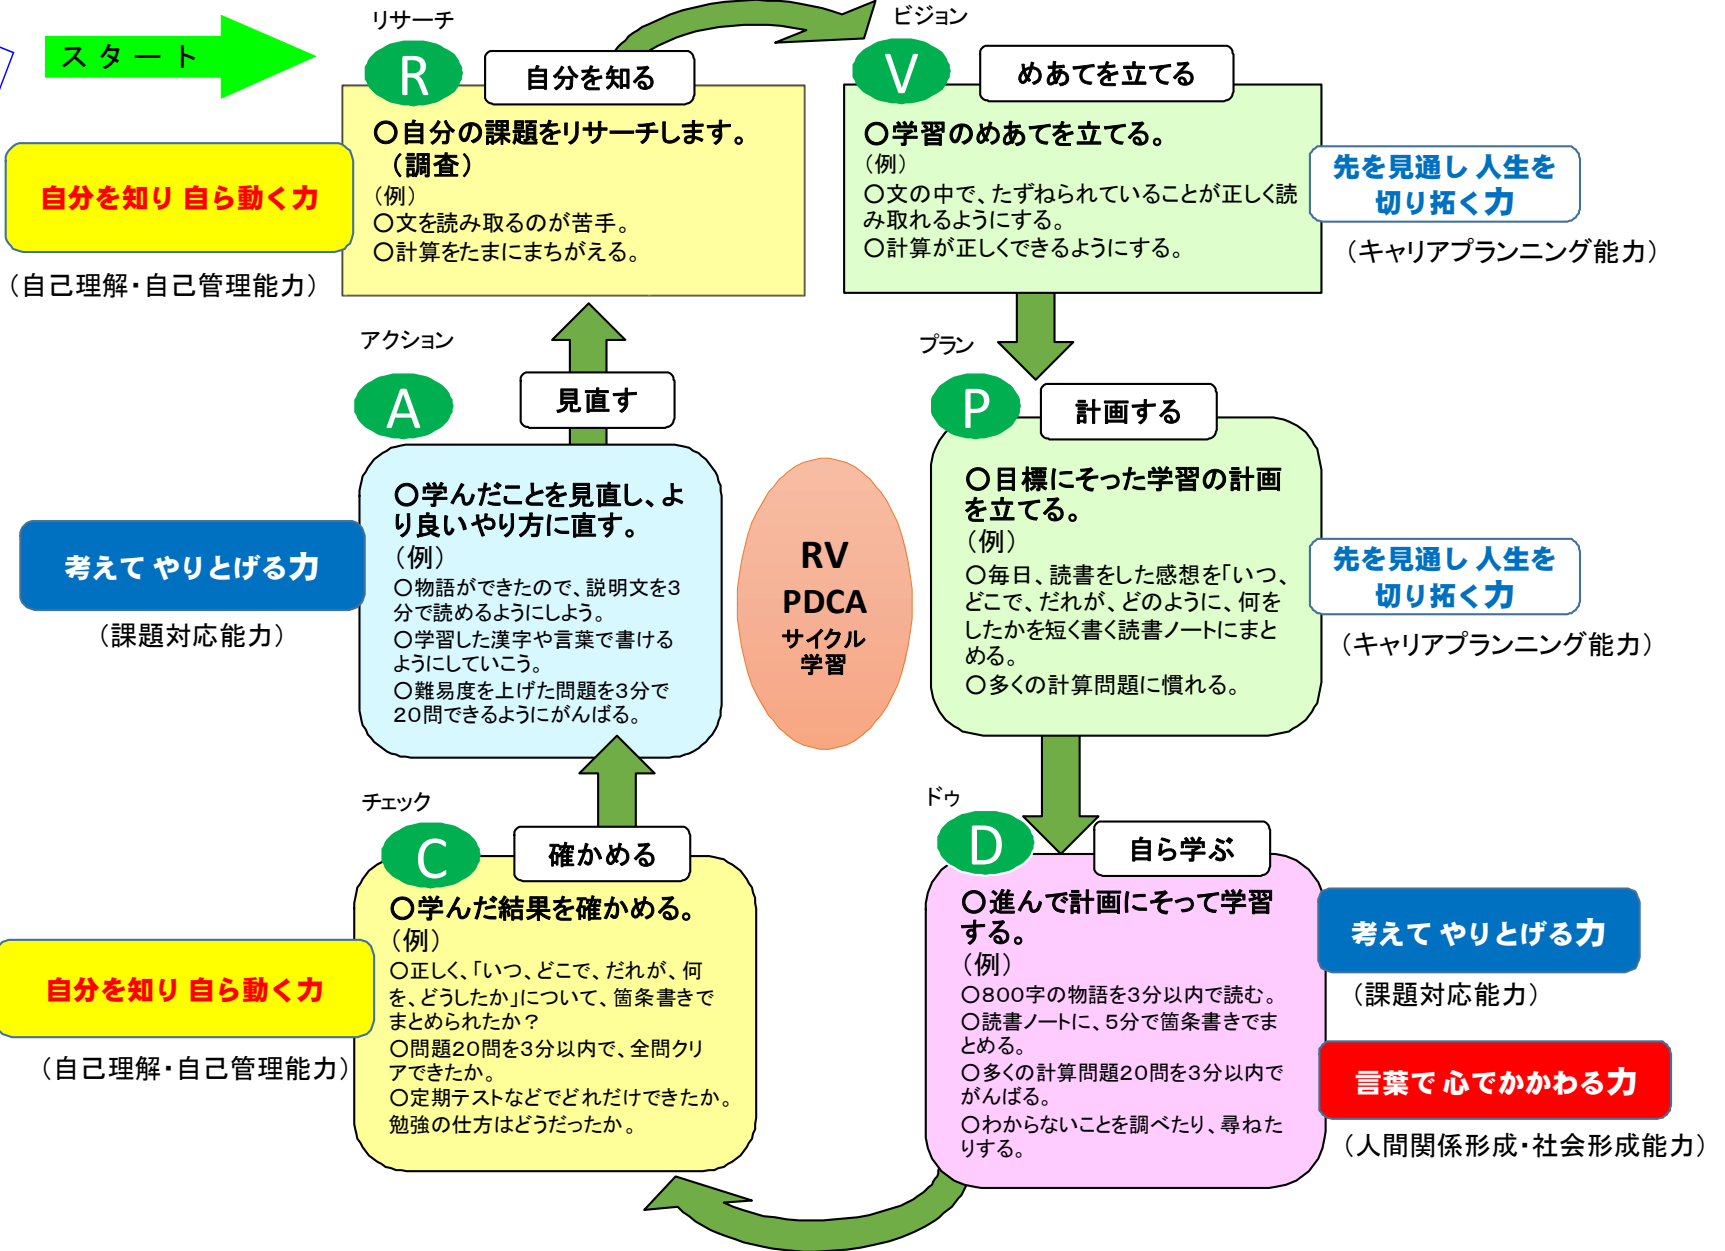 スタート
リサーチ
R
自分を知る
〇自分の課題をリサーチします。
（調査）
(例)
〇文を読み取るのが苦手。
〇計算をたまにまちがえる。
自分を知り 自ら動く力
（自己理解・自己管理能力）
ビジョン
V
めあてを立てる
〇学習のめあてを立てる。
(例)
〇文の中で、たずねられていることが正しく読
み取れるようにする。
〇計算が正しくできるようにする。
先を見通し 人生を
切り拓く力
（キャリアプランニング能力）
プラン
P
計画する
〇目標にそった学習の計画
を立てる。
（例）
〇毎日、読書をした感想を「いつ、
どこで、だれが、どのように、何を
したかを短く書く読書ノートにまと
める。
〇多くの計算問題に慣れる。
先を見通し 人生を
切り拓く力
（キャリアプランニング能力）
ドゥ
D
自ら学ぶ
〇進んで計画にそって学習
する。
（例）
〇800字の物語を3分以内で読む。
〇読書ノートに、5分で箇条書きでま
とめる。
〇多くの計算問題20問を3分以内で
がんばる。
〇わからないことを調べたり、尋ねた
りする。
考えて やりとげる力
（課題対応能力）
言葉で 心でかかわる力
（人間関係形成・社会形成能力）
チェック
C
確かめる
〇学んだ結果を確かめる。
（例）
〇正しく、「いつ、どこで、だれが、何
を、どうしたか」について、箇条書きで
まとめられたか？
〇問題20問を3分以内で、全問クリ
アできたか。
〇定期テストなどでどれだけできたか。
勉強の仕方はどうだったか。
自分を知り 自ら動く力
（自己理解・自己管理能力）
アクション
A
見直す
〇学んだことを見直し、よ
り良いやり方に直す。
（例）
〇物語ができたので、説明文を3
分で読めるようにしよう。
〇学習した漢字や言葉で書ける
ようにしていこう。
〇難易度を上げた問題を3分で
20問できるようにがんばる。
考えて やりとげる力
（課題対応能力）
RV
PDCA
サイクル
学習